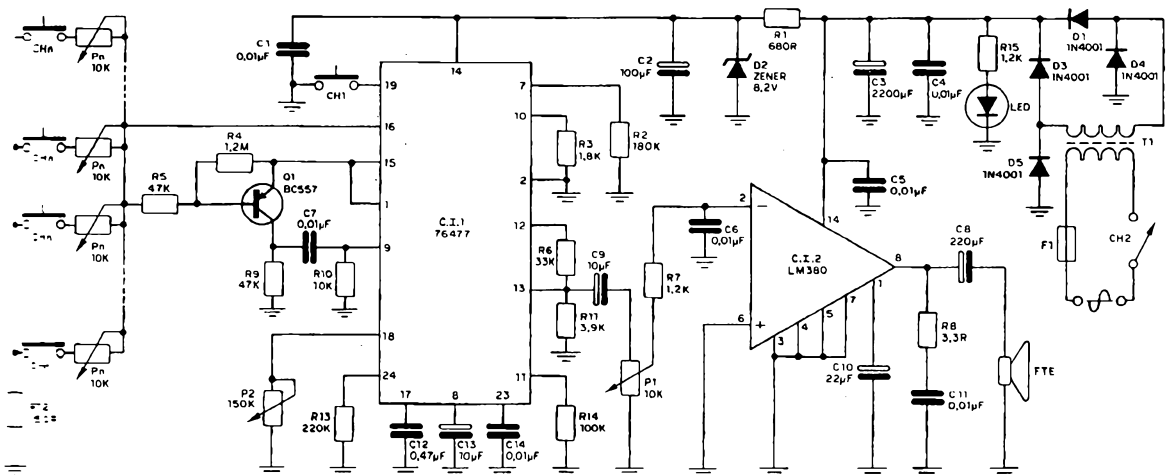 CHn
Pn
10K
CHn
Pn
10K
CHn
Pn
10K
Pn
10K
C1
0,01µF
CH1
19
14
16
15
1
9
18
24
17
8
23
7
10
2
12
13
11
C.I.1
76477
R4
1,2M
R5
47K
Q1
BC557
C7
0,01µF
R9
47K
R10
10K
P2
150K
R13
220K
C12
0,47µF
C13
10µF
C14
0,01µF
R14
100K
R3
1,8K
R2
180K
R6
33K
C9
10µF
R11
3,9K
P1
10K
R7
1,2K
C6
0,01µF
C2
100µF
D2
ZENER
8,2V
R1
680R
C3
2200µF
C4
0,01µF
R15
1,2K
LED
D1
1N4001
D3
1N4001
D4
1N4001
D5
1N4001
T1
F1
CH2
C5
0,01µF
2
6
14
8
1
7
5
4
3
C.I.2
LM380
C10
22µF
C8
220µF
R8
3,3R
C11
0,01µF
FTE